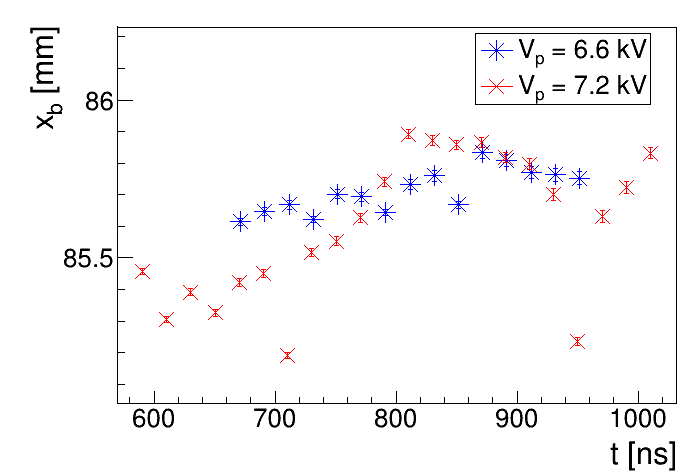 x_b [mm]
V_p = 6.6 kV
V_p = 7.2 kV
86
85.5
600 700 800 900 1000
t [ns]